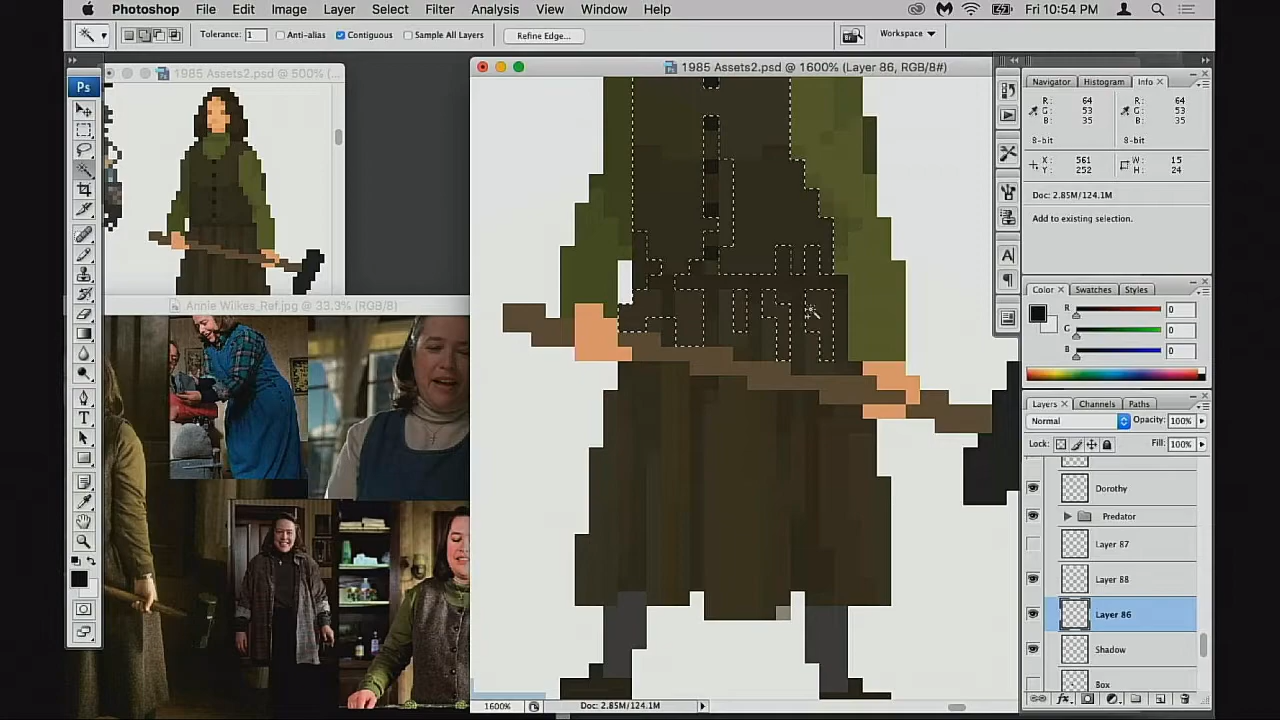 Photoshop File Edit Image Layer Select Filter Analysis View Window Help Fri 10:54 PM
Tolerance: 1 Anti-alias Contiguous Sample All Layers Refine Edge... Workspace
1985 Assets2.psd @ 500% (...
1985 Assets2.psd @ 1600% (Layer 86, RGB/8#)
Annie Wilkes_Ref.jpg @ 33.3% (RGB/8)
Ps
Navigator Histogram Info
R: 64 R: 64
G: 53 G: 53
B: 35 B: 35
8-bit 8-bit
X: 561 W: 15
Y: 252 H: 24
Doc: 2.85M/124.1M
Add to existing selection.
Color Swatches Styles
R 0
G 0
B 0
Layers Channels Paths
Normal Opacity: 100%
Lock: Fill: 100%
Dorothy
Predator
Layer 87
Layer 88
Layer 86
Shadow
Box
1600% Doc: 2.85M/124.1M